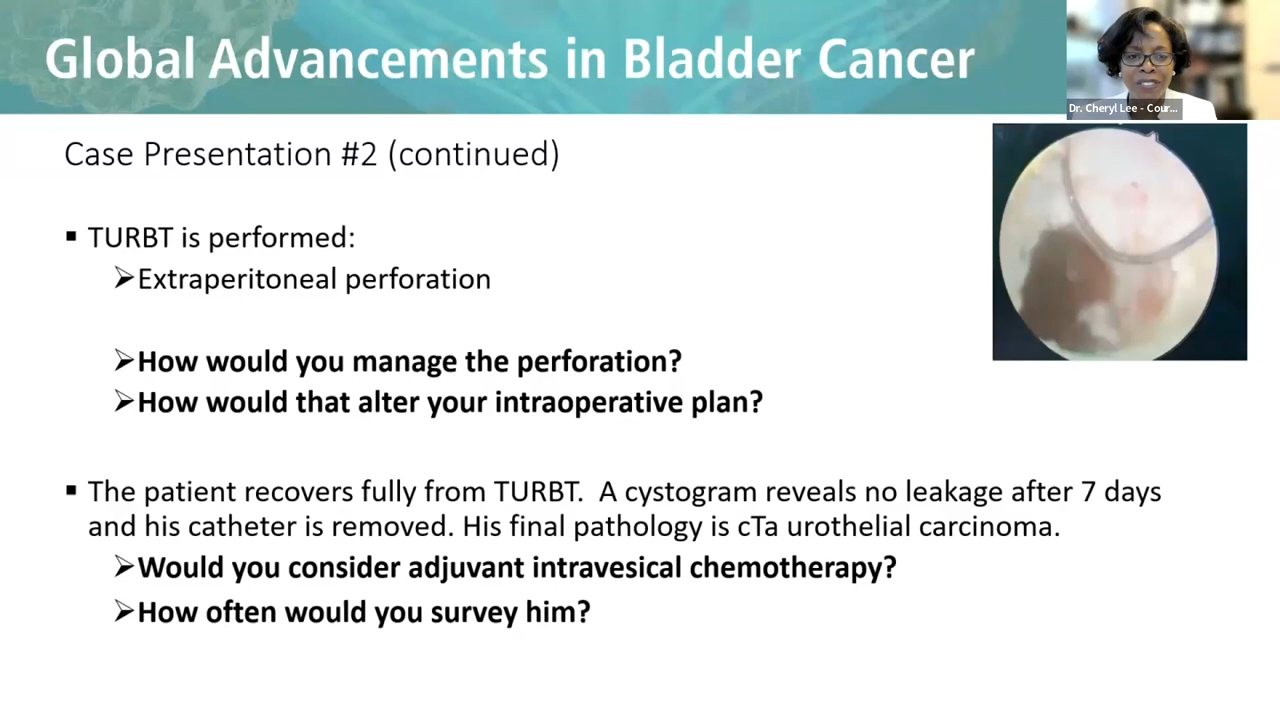 Global Advancements in Bladder Cancer
Dr. Cheryl Lee - Cour...
Case Presentation #2 (continued)
▪ TURBT is performed:
➢Extraperitoneal perforation
➢How would you manage the perforation?
➢How would that alter your intraoperative plan?
▪ The patient recovers fully from TURBT. A cystogram reveals no leakage after 7 days
and his catheter is removed. His final pathology is cTa urothelial carcinoma.
➢Would you consider adjuvant intravesical chemotherapy?
➢How often would you survey him?